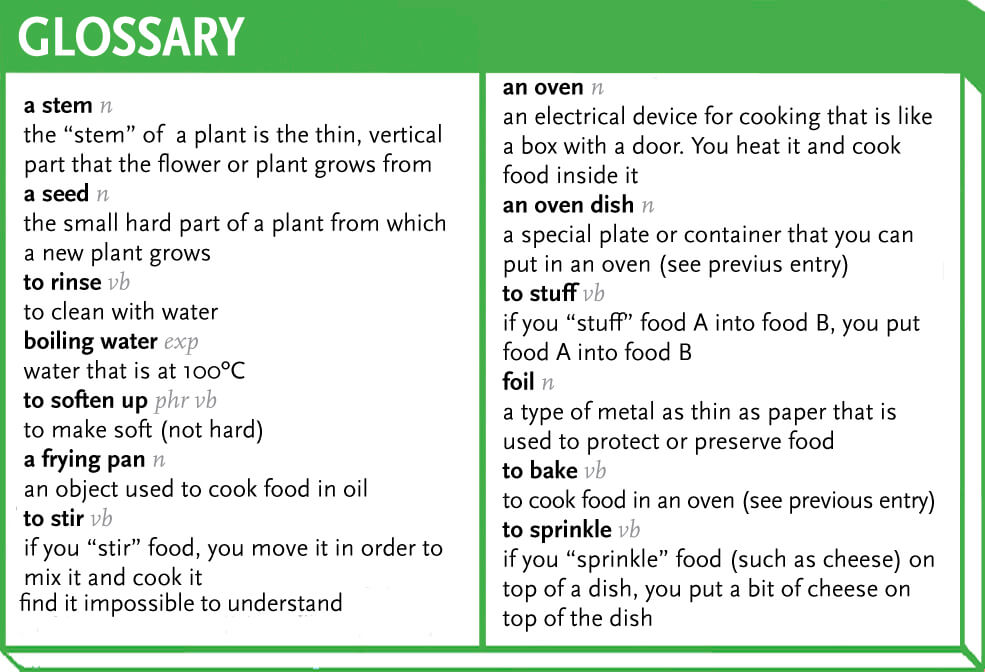 GLOSSARY
a stem n
the “stem” of a plant is the thin, vertical
part that the flower or plant grows from
a seed n
the small hard part of a plant from which
a new plant grows
to rinse vb
to clean with water
boiling water exp
water that is at 100ºC
to soften up phr vb
to make soft (not hard)
a frying pan n
an object used to cook food in oil
to stir vb
if you “stir” food, you move it in order to
mix it and cook it
find it impossible to understand
an oven n
an electrical device for cooking that is like
a box with a door. You heat it and cook
food inside it
an oven dish n
a special plate or container that you can
put in an oven (see previus entry)
to stuff vb
if you “stuff” food A into food B, you put
food A into food B
foil n
a type of metal as thin as paper that is
used to protect or preserve food
to bake vb
to cook food in an oven (see previous entry)
to sprinkle vb
if you “sprinkle” food (such as cheese) on
top of a dish, you put a bit of cheese on
top of the dish